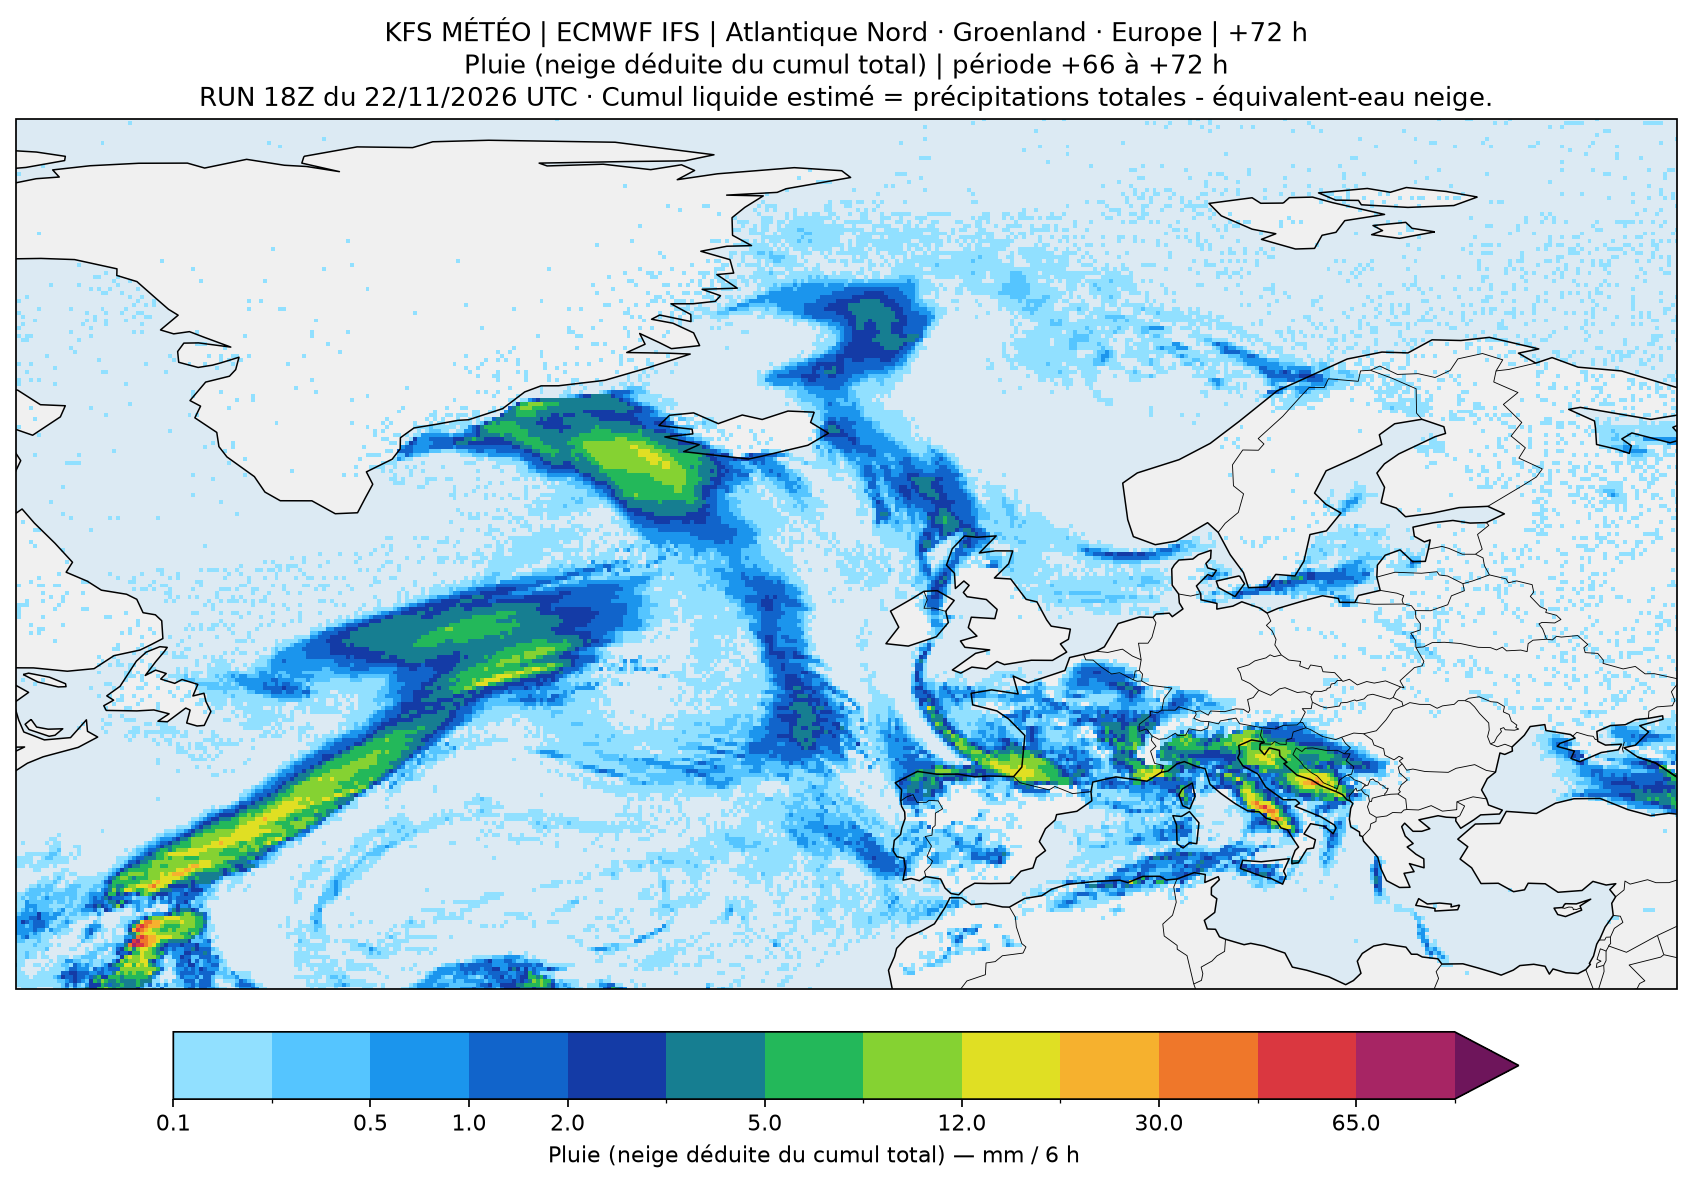 KFS MÉTÉO | ECMWF IFS | Atlantique Nord · Groenland · Europe | +72 h
Pluie (neige déduite du cumul total) | période +66 à +72 h
RUN 18Z du 22/11/2026 UTC · Cumul liquide estimé = précipitations totales - équivalent-eau neige.
0.1 0.5 1.0 2.0 5.0 12.0 30.0 65.0
Pluie (neige déduite du cumul total) — mm / 6 h